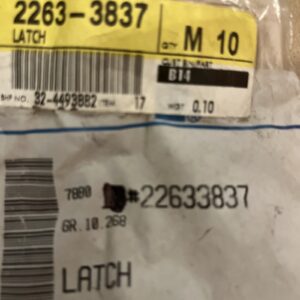 2263-3837
LATCH
QTY M 10
B14
SHP NO. 32-4493882 ITEM 17 WGT 0.10
7880 #22633837
GR.10.268
LATCH